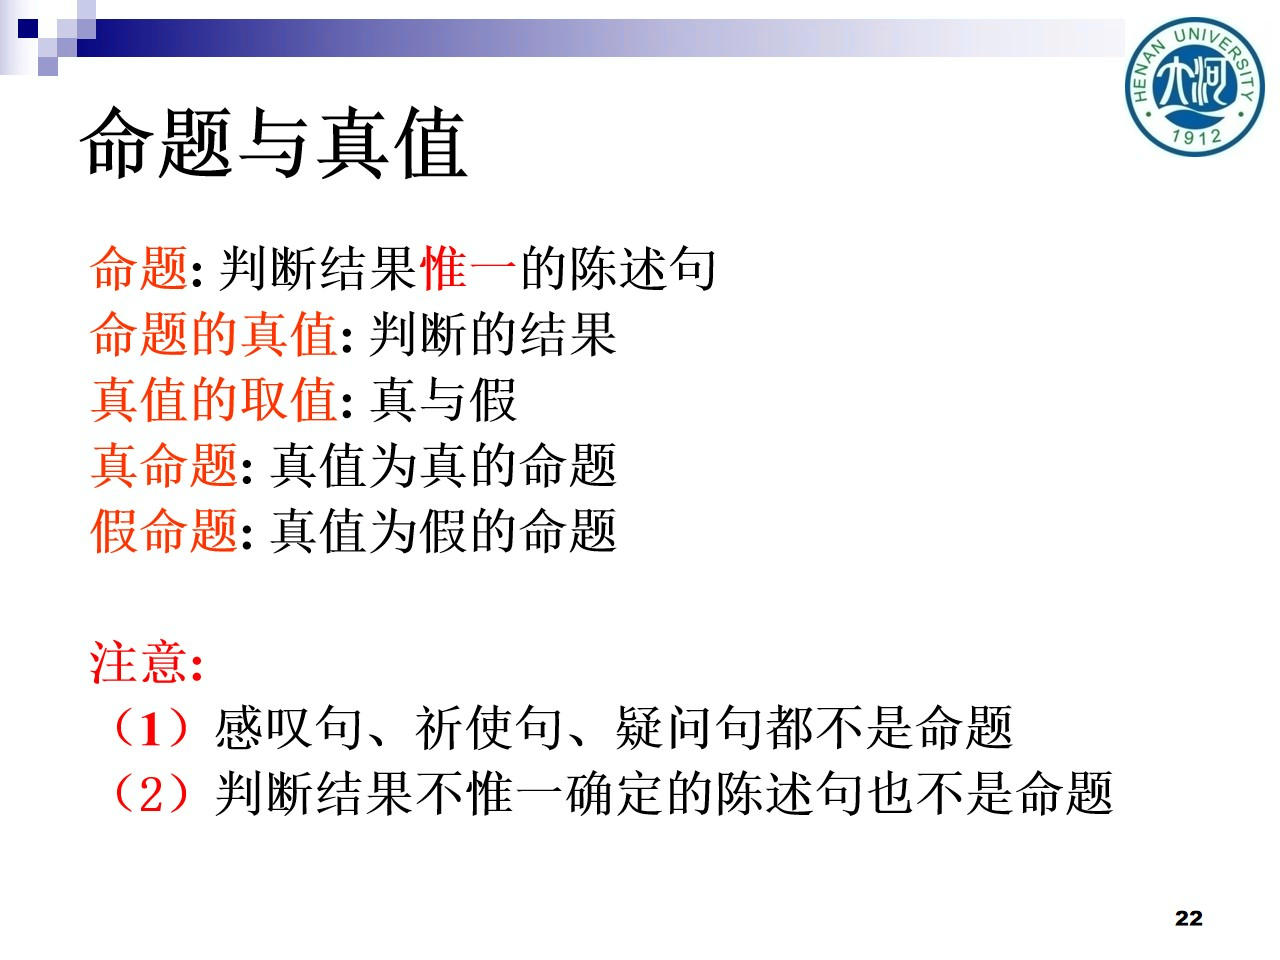 HENAN UNIVERSITY
大河
1912
命题与真值
命题: 判断结果惟一的陈述句
命题的真值: 判断的结果
真值的取值: 真与假
真命题: 真值为真的命题
假命题: 真值为假的命题
注意:
（1）感叹句、祈使句、疑问句都不是命题
（2）判断结果不惟一确定的陈述句也不是命题
22